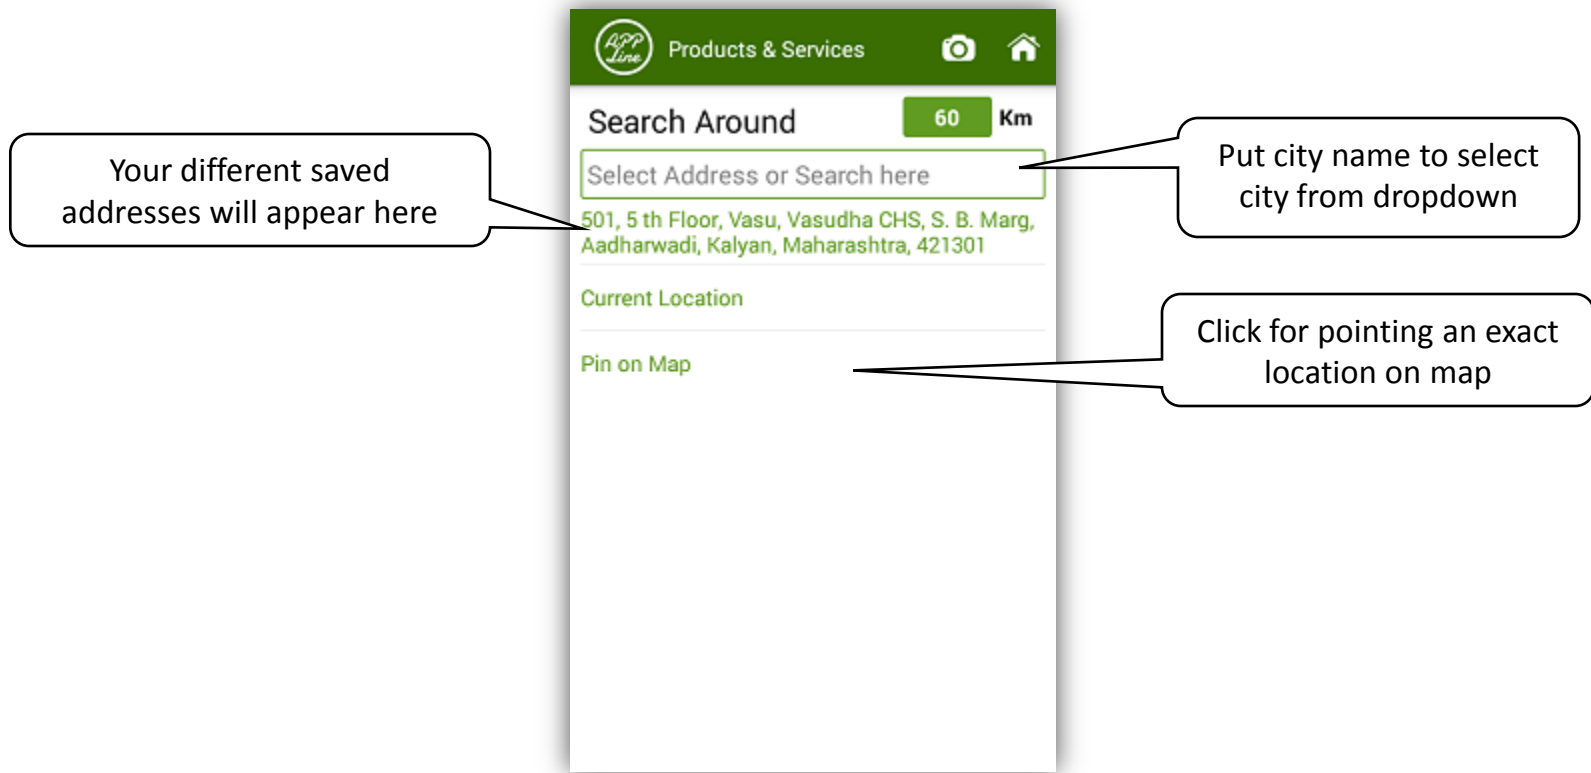 APP
Line
Products & Services
Search Around
60
Km
Select Address or Search here
501, 5 th Floor, Vasu, Vasudha CHS, S. B. Marg,
Aadharwadi, Kalyan, Maharashtra, 421301
Current Location
Pin on Map
Your different saved
addresses will appear here
Put city name to select
city from dropdown
Click for pointing an exact
location on map